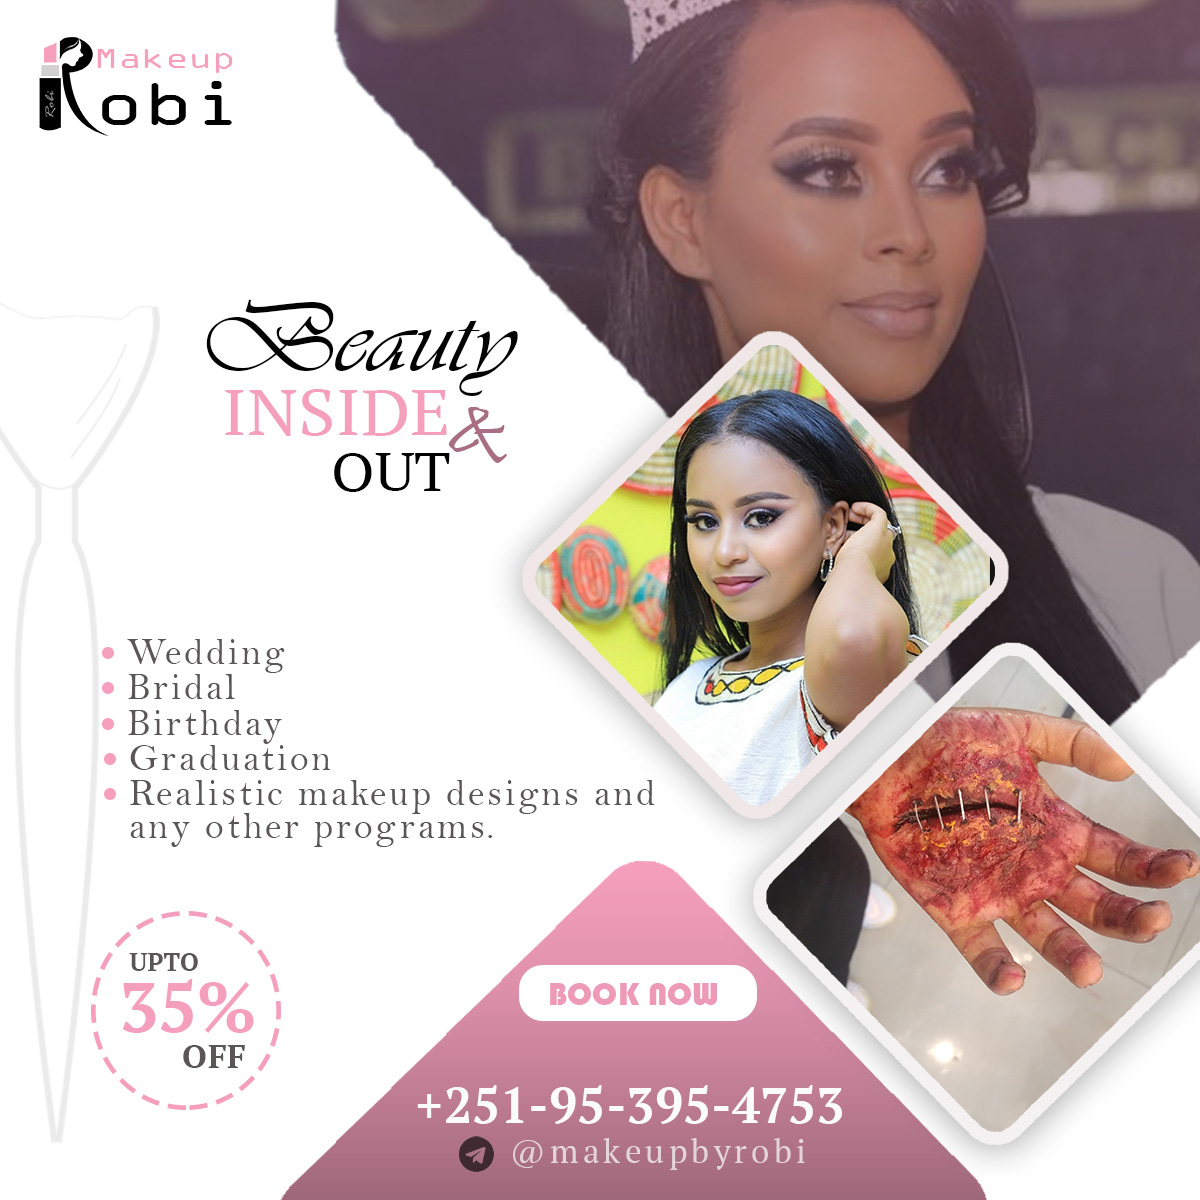 Makeup
Robi
Robi
Beauty
INSIDE &
OUT
• Wedding
• Bridal
• Birthday
• Graduation
• Realistic makeup designs and
any other programs.
UPTO
35%
OFF
BOOK NOW
+251-95-395-4753
@makeupbyrobi